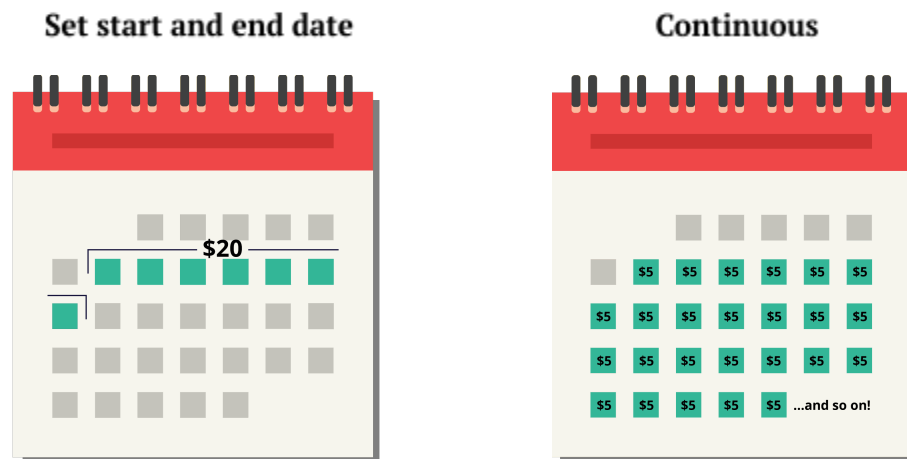 Set start and end date
Continuous
$20
$5 $5 $5 $5 $5 $5
$5 $5 $5 $5 $5 $5 $5
$5 $5 $5 $5 $5 $5 $5
$5 $5 $5 $5 $5 ...and so on!